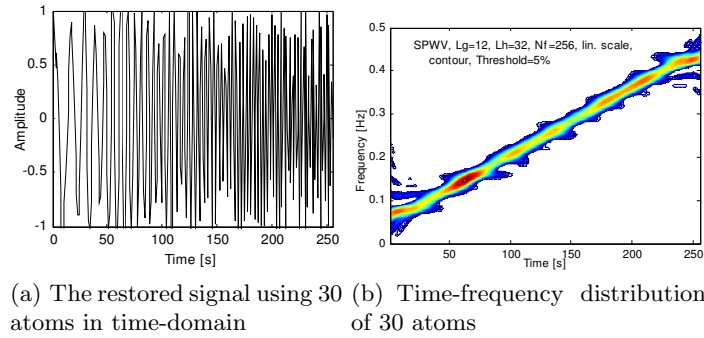 1
0.5
0
-0.5
-1
Amplitude
0 50 100 150 200 250
Time [s]
SPWV, Lg=12, Lh=32, Nf=256, lin. scale,
contour, Threshold=5%
0.5
0.4
0.3
0.2
0.1
0
Frequency [Hz]
50 100 150 200 250
Time [s]
(a) The restored signal using 30
atoms in time-domain
(b) Time-frequency distribution
of 30 atoms